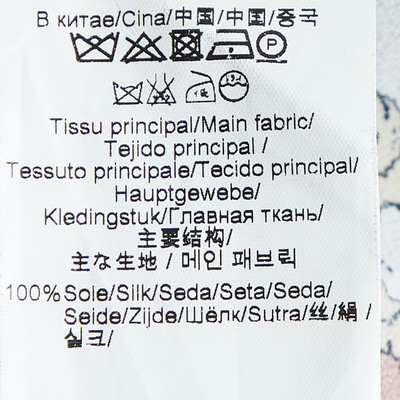 В китае/Cina/中国/中国/중국
Tissu principal/Main fabric/
Tejido principal /
Tessuto principale/Tecido principal/
Hauptgewebe/
Kledingstuk/Главная ткань/
主要结构/
主な生地 / 메인 패브릭
100% Soie/Silk/Seda/Seta/Seda/
Seide/Zijde/Шёлк/Sutra/丝/絹 /
실크/